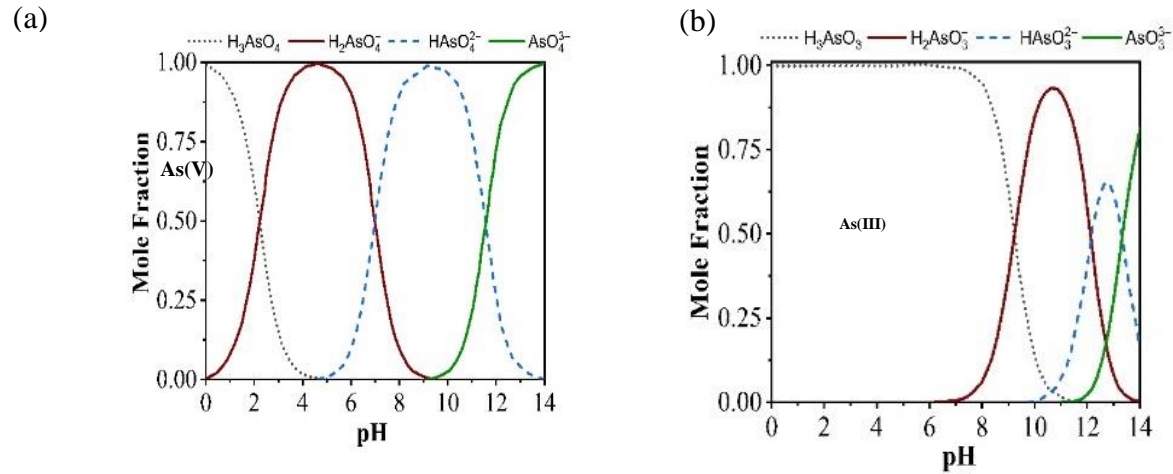 (a)
H₃AsO₄ H₂AsO₄⁻ HAsO₄²⁻ AsO₄³⁻
1.00
0.75
0.50
0.25
0.00
As(V)
Mole Fraction
0 2 4 6 8 10 12 14
pH
(b)
H₃AsO₃ H₂AsO₃⁻ HAsO₃²⁻ AsO₃³⁻
1.00
0.75
0.50
0.25
0.00
As(III)
Mole Fraction
0 2 4 6 8 10 12 14
pH